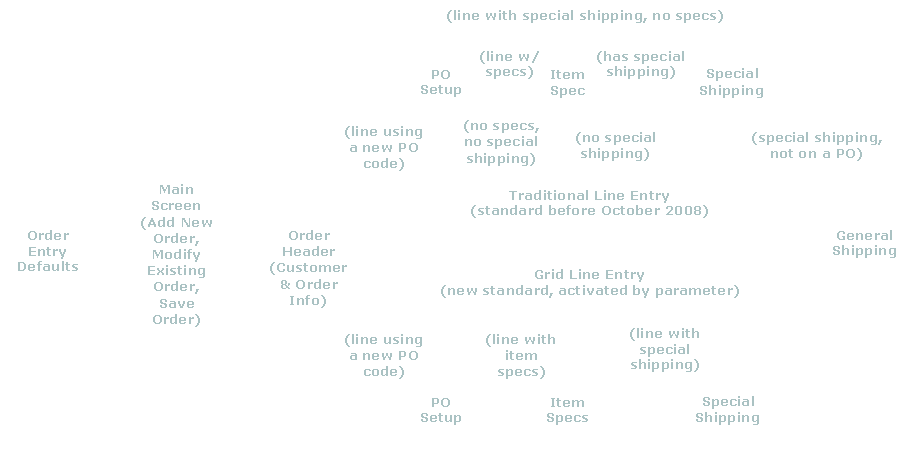 (line with special shipping, no specs)
(line w/
specs)
(has special
shipping)
PO
Setup
Item
Spec
Special
Shipping
(line using
a new PO
code)
(no specs,
no special
shipping)
(no special
shipping)
(special shipping,
not on a PO)
Traditional Line Entry
(standard before October 2008)
Order
Entry
Defaults
Main
Screen
(Add New
Order,
Modify
Existing
Order,
Save
Order)
Order
Header
(Customer
& Order
Info)
General
Shipping
Grid Line Entry
(new standard, activated by parameter)
(line using
a new PO
code)
(line with
item
specs)
(line with
special
shipping)
PO
Setup
Item
Specs
Special
Shipping